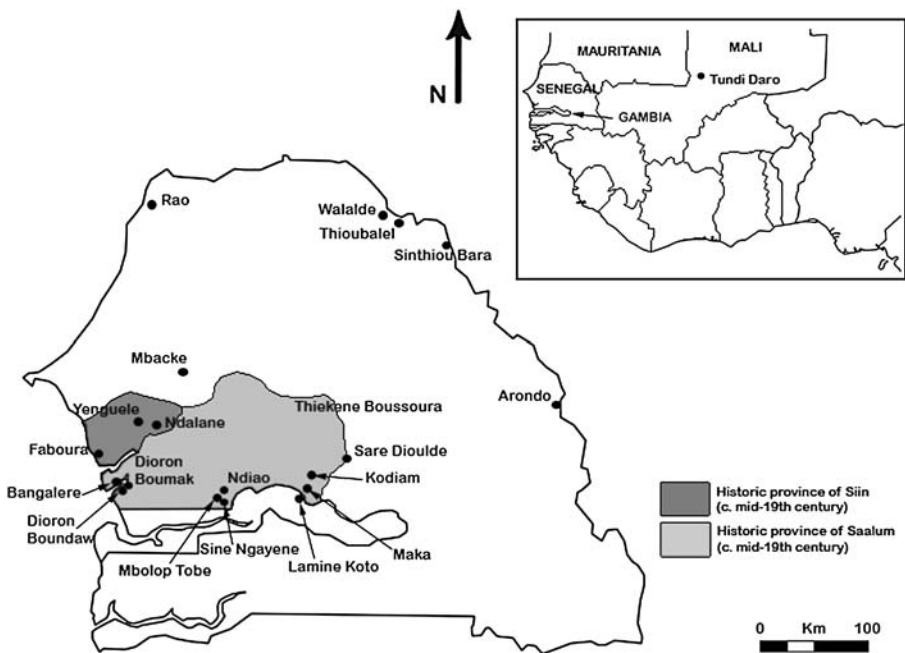 N
MAURITANIA
MALI
Tundi Daro
SENEGAL
GAMBIA
Rao
Walalde
Thioubalel
Sinthiou Bara
Mbacke
Arondo
Yenguele
Ndalane
Thiekene Boussoura
Faboura
Sare Dioulde
Dioron
Boumak
Ndiao
Kodiam
Bangalere
Dioron
Boundaw
Sine Ngayene
Mbolop Tobe
Lamine Koto
Maka
Historic province of Siin
(c. mid-19th century)
Historic province of Saalum
(c. mid-19th century)
0 Km 100